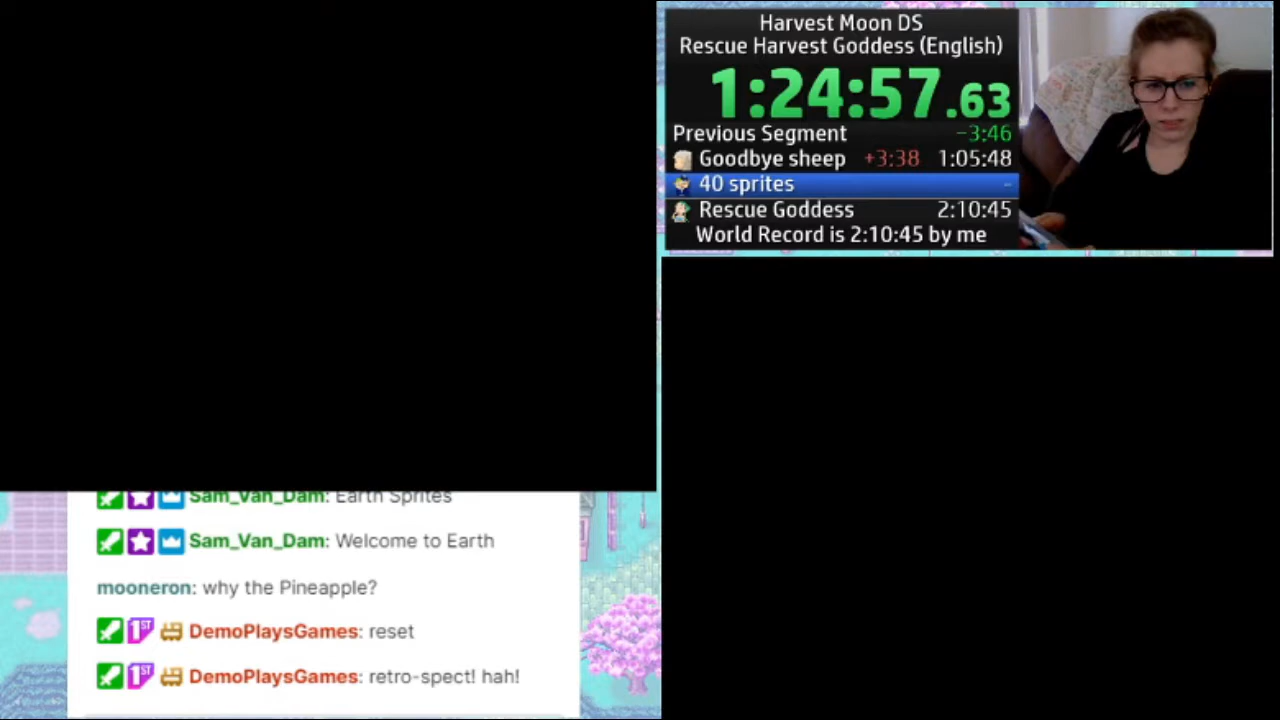 Harvest Moon DS
Rescue Harvest Goddess (English)
1:24:57.63
Previous Segment −3:46
Goodbye sheep +3:38 1:05:48
40 sprites -
Rescue Goddess 2:10:45
World Record is 2:10:45 by me
Sam_Van_Dam: Earth Sprites
Sam_Van_Dam: Welcome to Earth
mooneron: why the Pineapple?
1ST DemoPlaysGames: reset
1ST DemoPlaysGames: retro-spect! hah!